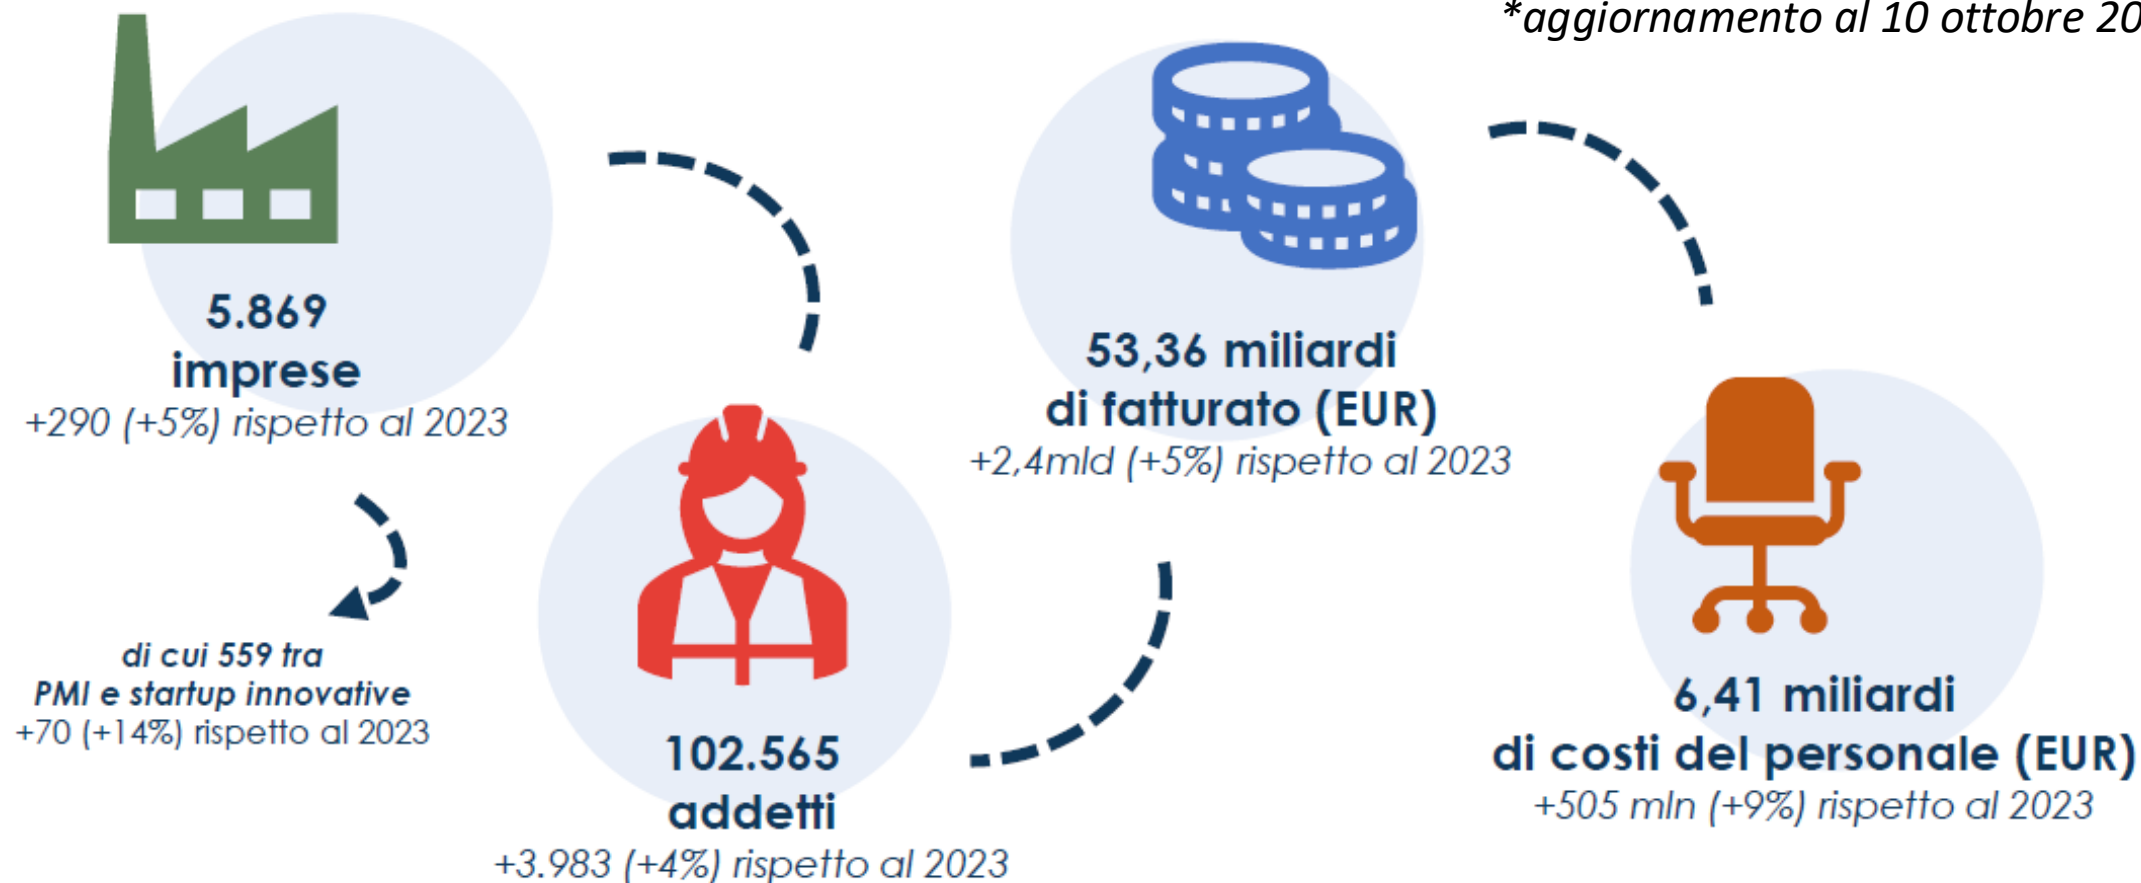 *aggiornamento al 10 ottobre 20
5.869
imprese
+290 (+5%) rispetto al 2023
di cui 559 tra
PMI e startup innovative
+70 (+14%) rispetto al 2023
102.565
addetti
+3.983 (+4%) rispetto al 2023
53,36 miliardi
di fatturato (EUR)
+2,4mld (+5%) rispetto al 2023
6,41 miliardi
di costi del personale (EUR)
+505 mln (+9%) rispetto al 2023